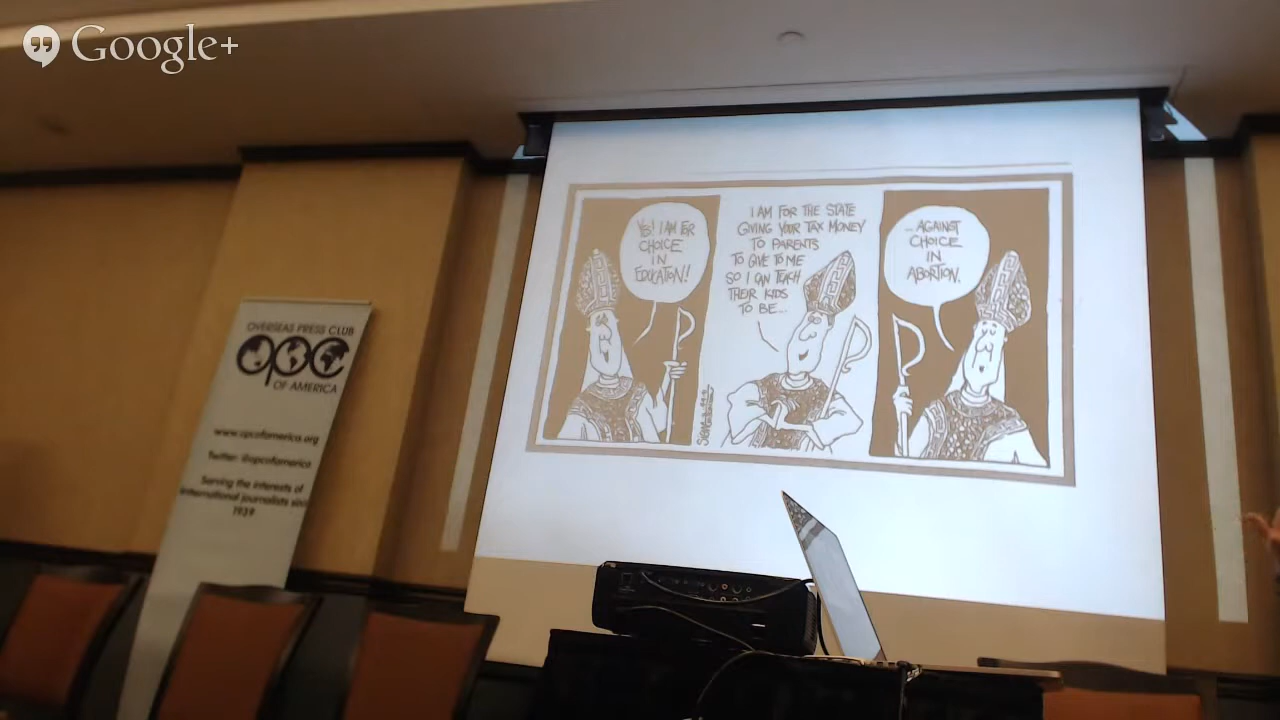 Google+
OVERSEAS PRESS CLUB
opc
OF AMERICA
www.opcofamerica.org
Twitter: @opcofamerica
Serving the interests of
international journalists
1939
YES! I AM FOR
CHOICE
IN
EDUCATION!
I AM FOR THE STATE
GIVING YOUR TAX MONEY
TO PARENTS
TO GIVE TO ME
SO I CAN TEACH
THEIR KIDS
TO BE...
...AGAINST
CHOICE
IN
ABORTION.